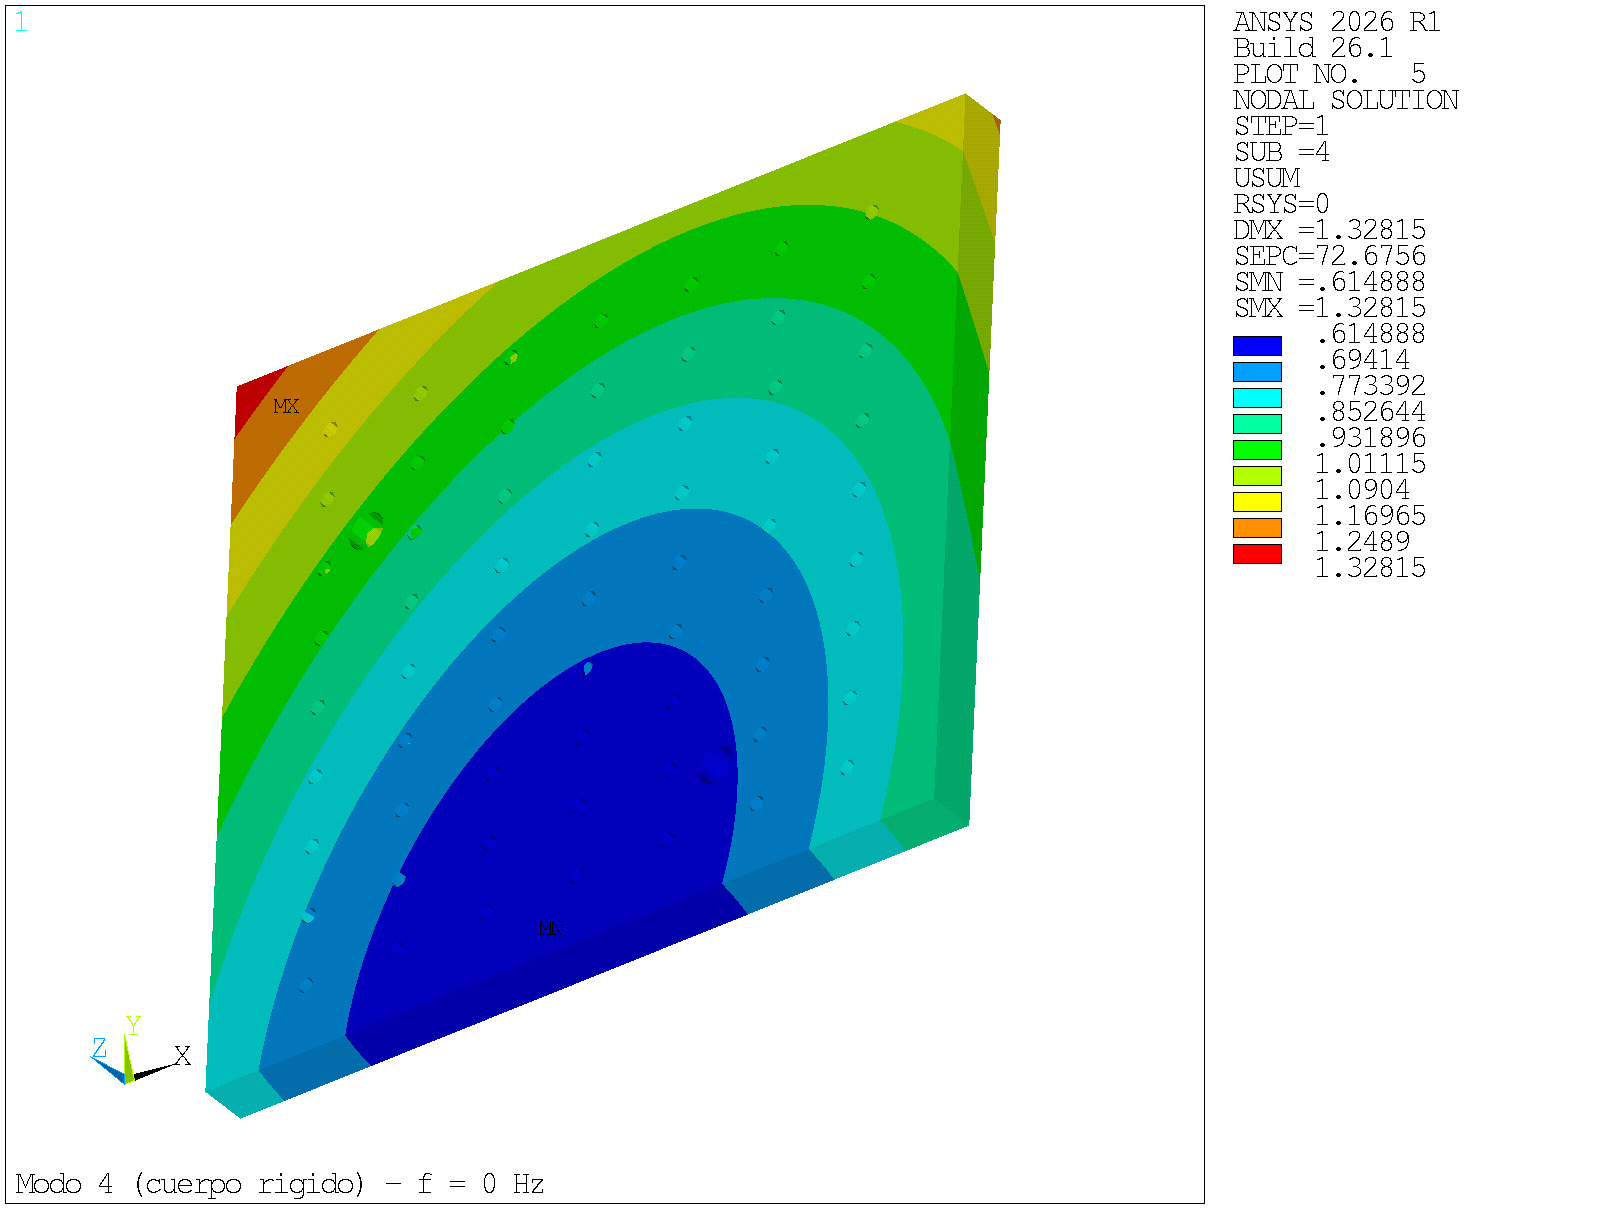 1
ANSYS 2026 R1
Build 26.1
PLOT NO. 5
NODAL SOLUTION
STEP=1
SUB =4
USUM
RSYS=0
DMX =1.32815
SEPC=72.6756
SMN =.614888
SMX =1.32815
.614888
.69414
.773392
.852644
.931896
1.01115
1.0904
1.16965
1.2489
1.32815
MX
MN
Y
Z
X
Modo 4 (cuerpo rigido) - f = 0 Hz